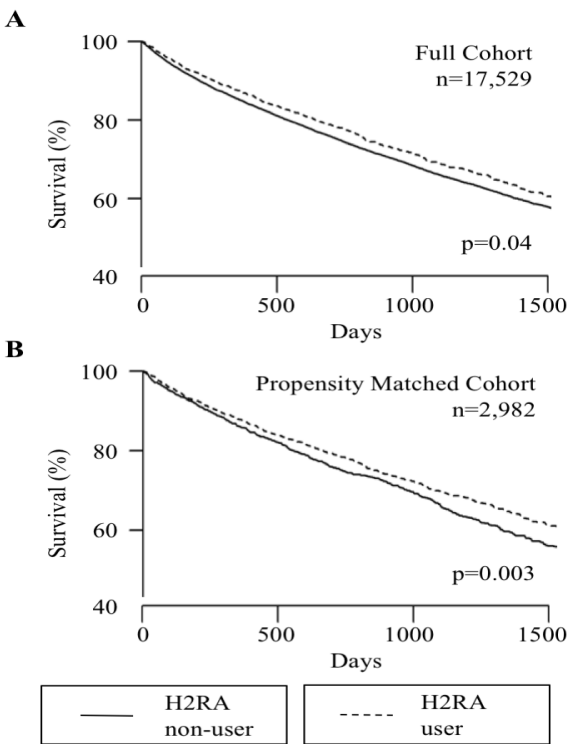 A
100
80
60
40
Survival (%)
Full Cohort
n=17,529
p=0.04
0 500 1000 1500
Days
B
100
80
60
40
Survival (%)
Propensity Matched Cohort
n=2,982
p=0.003
0 500 1000 1500
Days
H2RA
non-user
H2RA
user